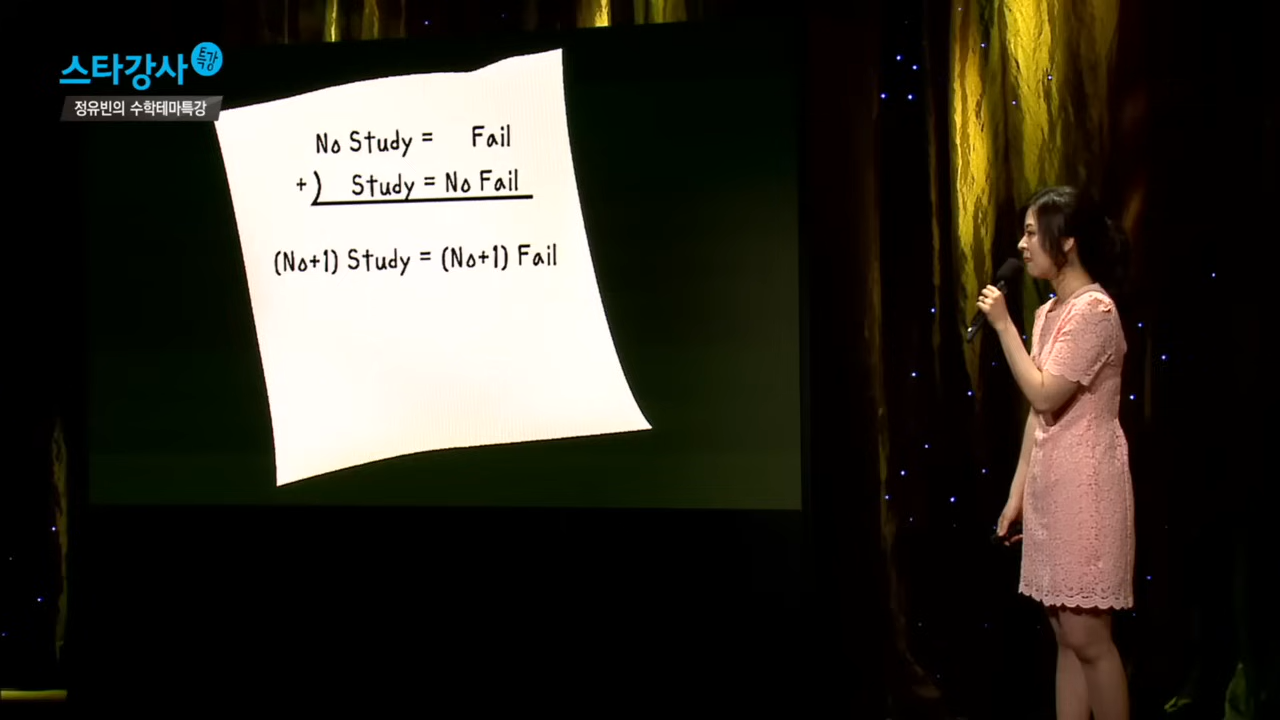 스타강사 특강
정유빈의 수학테마특강
No Study = Fail
+) Study = No Fail
(No+1) Study = (No+1) Fail